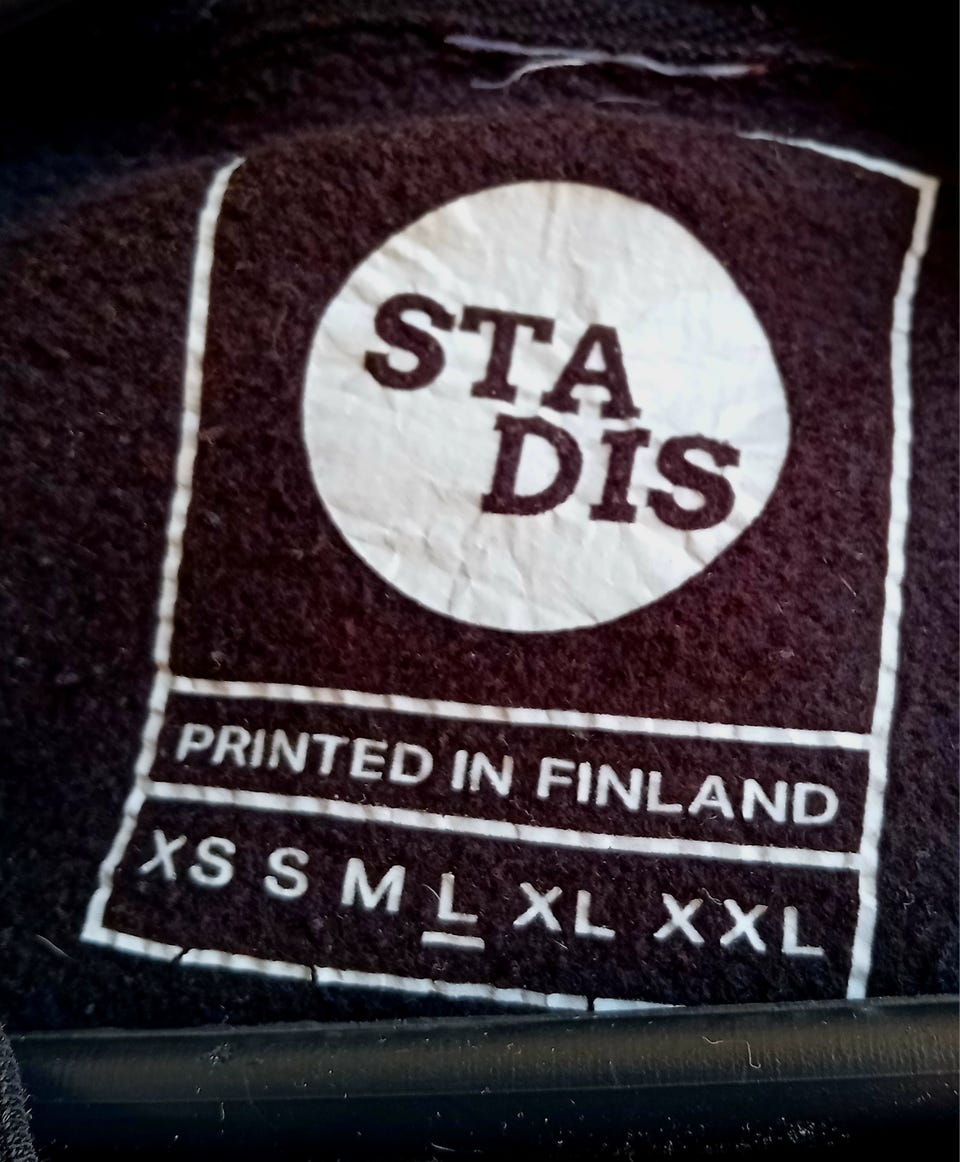 STA
DIS
PRINTED IN FINLAND
XS S M L XL XXL